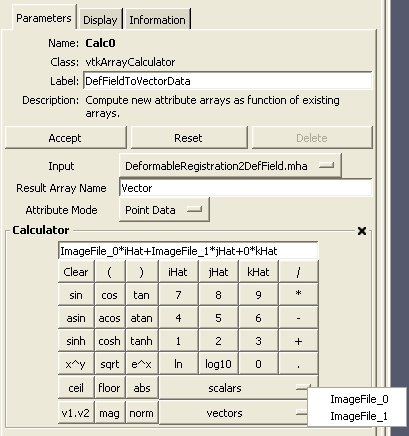 Parameters Display Information
Name: Calc0
Class: vtkArrayCalculator
Label: DefFieldToVectorData
Description: Compute new attribute arrays as function of existing
arrays.
Accept Reset Delete
Input DeformableRegistration2DefField.mha
Result Array Name Vector
Attribute Mode Point Data
Calculator
ImageFile_0*iHat+ImageFile_1*jHat+0*kHat
Clear ( ) iHat jHat kHat /
sin cos tan 7 8 9 *
asin acos atan 4 5 6 -
sinh cosh tanh 1 2 3 +
x^y sqrt e^x ln log10 0 .
ceil floor abs scalars
v1.v2 mag norm vectors
ImageFile_0
ImageFile_1